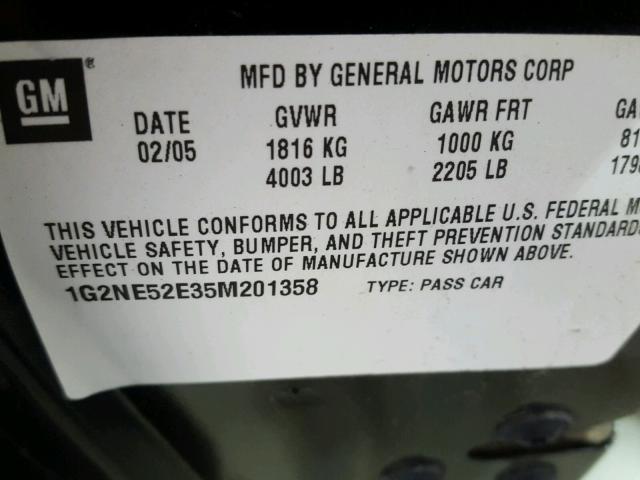 GM
MFD BY GENERAL MOTORS CORP
DATE GVWR GAWR FRT
02/05 1816 KG 1000 KG
4003 LB 2205 LB
THIS VEHICLE CONFORMS TO ALL APPLICABLE U.S. FEDERAL
VEHICLE SAFETY, BUMPER, AND THEFT PREVENTION STANDARDS
EFFECT ON THE DATE OF MANUFACTURE SHOWN ABOVE.
1G2NE52E35M201358 TYPE: PASS CAR